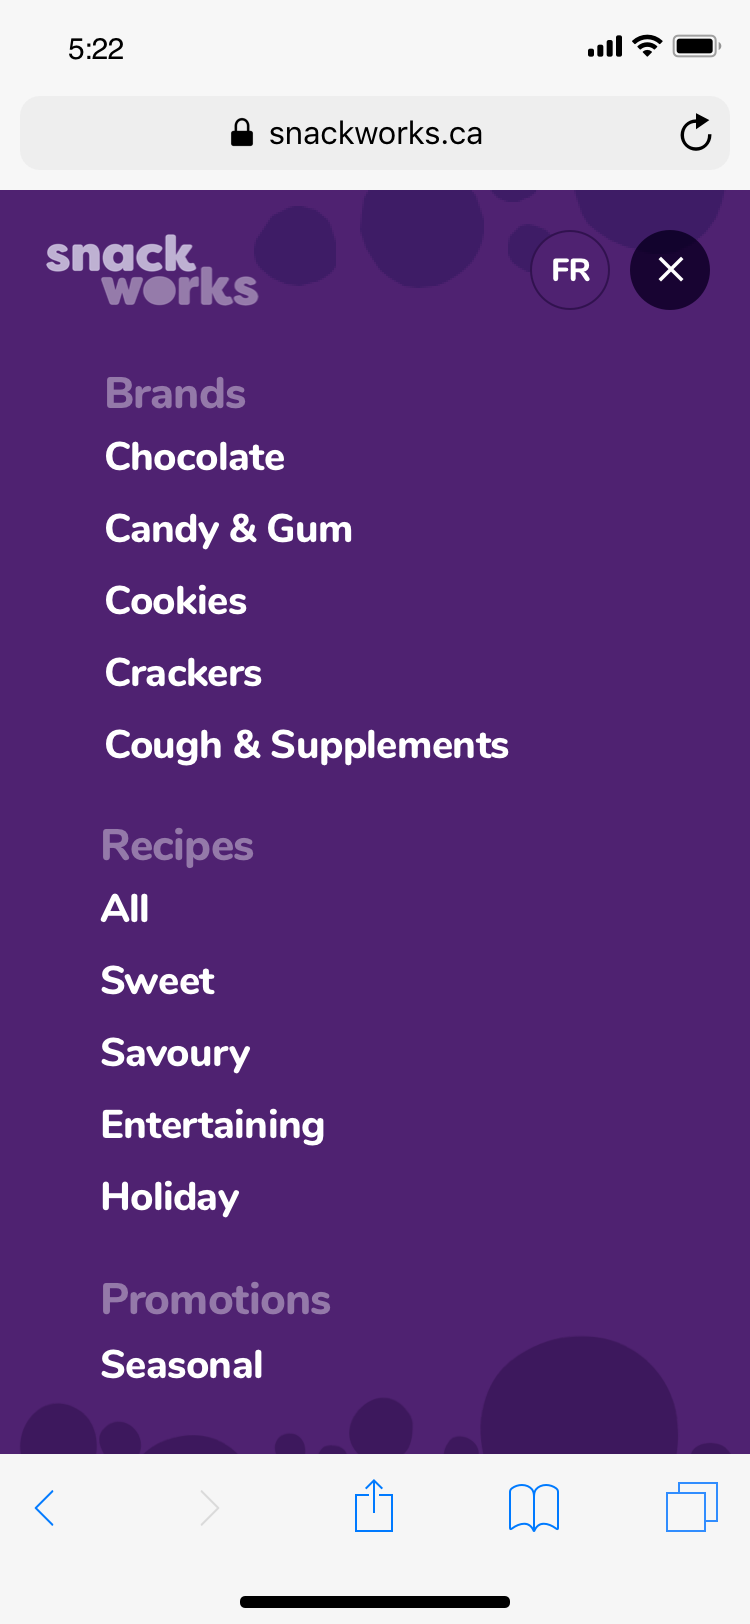 5:22
snackworks.ca
snack
works
FR
Brands
Chocolate
Candy & Gum
Cookies
Crackers
Cough & Supplements
Recipes
All
Sweet
Savoury
Entertaining
Holiday
Promotions
Seasonal